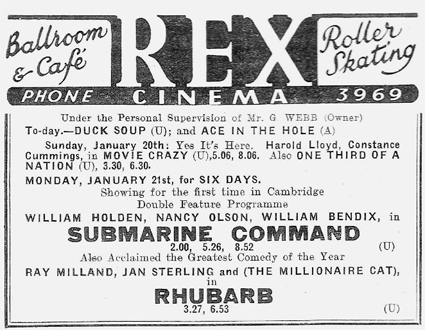 Ballroom & Café
REX
Roller Skating
PHONE - CINEMA 3969
Under the Personal Supervision of Mr. G WEBB (Owner)
To-day.—DUCK SOUP (U); and ACE IN THE HOLE (A)
Sunday, January 20th: Yes It's Here. Harold Lloyd, Constance
Cummings, in MOVIE CRAZY (U),5.06, 8.06. Also ONE THIRD OF A
NATION (U), 3.30, 6.30.
MONDAY, JANUARY 21st, for SIX DAYS.
Showing for the first time in Cambridge
Double Feature Programme
WILLIAM HOLDEN, NANCY OLSON, WILLIAM BENDIX, in
SUBMARINE COMMAND
2.00, 5.26, 8.52 (U)
Also Acclaimed the Greatest Comedy of the Year
RAY MILLAND, JAN STERLING and (THE MILLIONAIRE CAT),
in
RHUBARB
3.27, 6.53 (U)